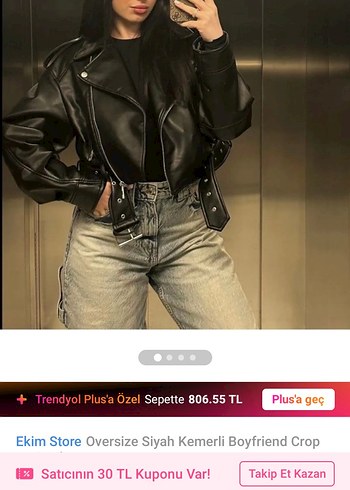 Trendyol Plus'a Özel Sepette 806.55 TL Plus'a geç
Ekim Store Oversize Siyah Kemerli Boyfriend Crop
Satıcının 30 TL Kuponu Var! Takip Et Kazan